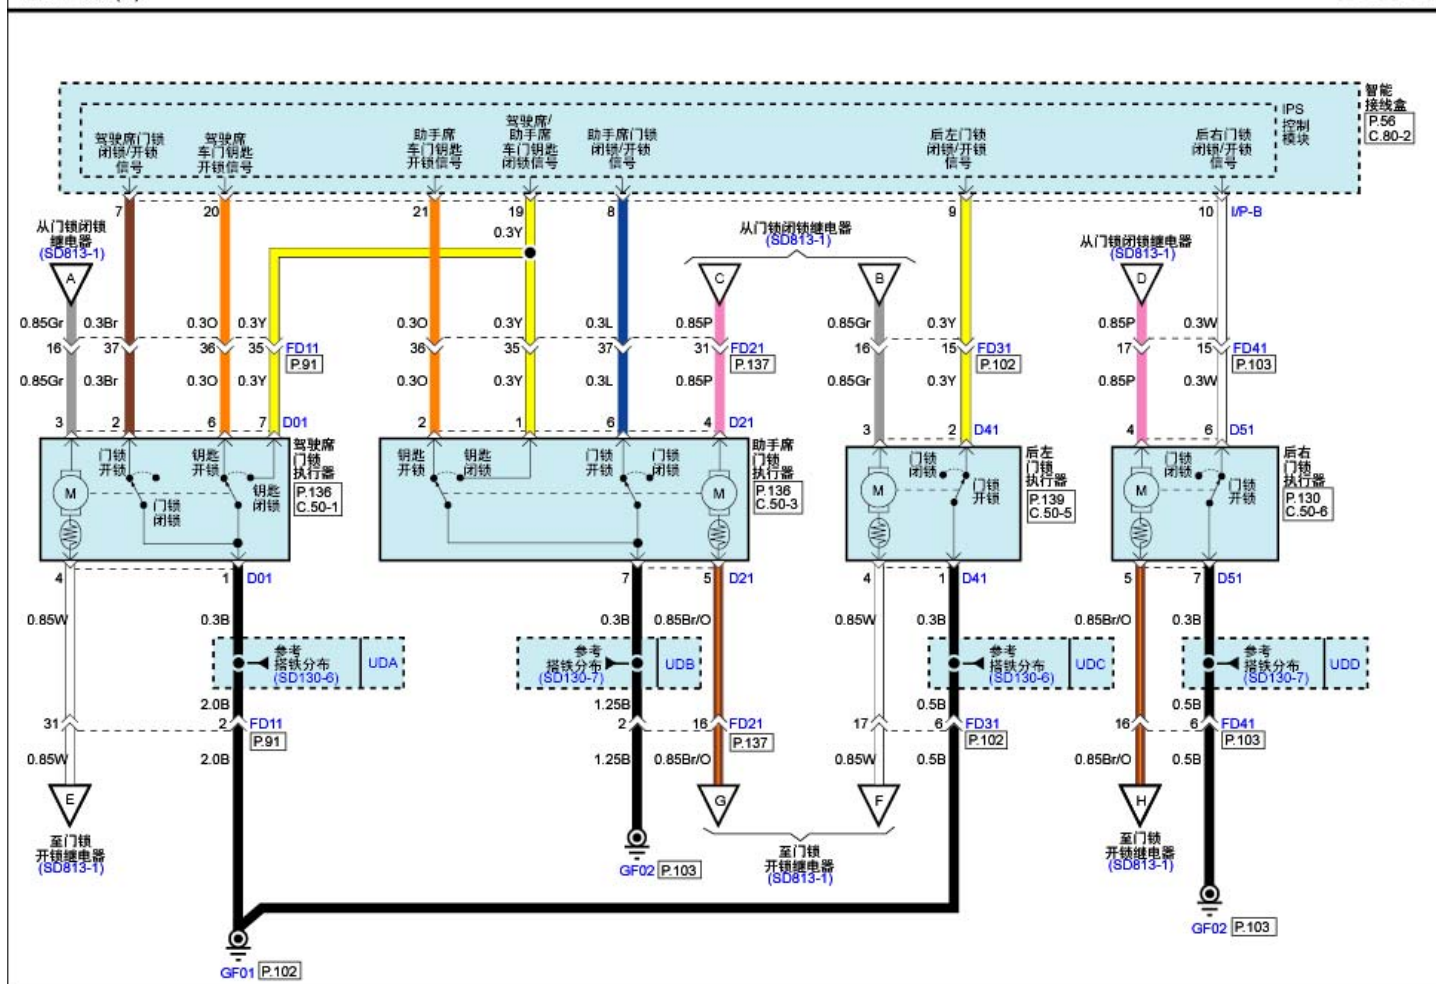 智能
接线盒
P.56
C.80-2
IPS
控制
模块
驾驶席门锁
闭锁/开锁
信号
驾驶席
车门钥匙
开锁信号
助手席
车门钥匙
开锁信号
驾驶席/
助手席
车门钥匙
闭锁信号
助手席门锁
闭锁/开锁
信号
后左门锁
闭锁/开锁
信号
后右门锁
闭锁/开锁
信号
7 20 21 19 8 9 10 I/P-B
从门锁闭锁
继电器
(SD813-1)
0.3Y
从门锁闭锁继电器
(SD813-1)
从门锁闭锁继电器
(SD813-1)
A C B D
0.85Gr 0.3Br 0.3O 0.3Y 0.3O 0.3Y 0.3L 0.85P 0.85Gr 0.3Y 0.85P 0.3W
16 37 36 35 FD11 36 35 37 31 FD21 16 15 FD31 17 15 FD41
P.91 P.137 P.102 P.103
0.85Gr 0.3Br 0.3O 0.3Y 0.3O 0.3Y 0.3L 0.85P 0.85Gr 0.3Y 0.85P 0.3W
3 2 6 7 D01 2 1 6 4 D21 3 2 D41 4 6 D51
驾驶席
门锁
执行器
P.136
C.50-1
门锁
开锁
钥匙
开锁
M
门锁
闭锁
钥匙
闭锁
助手席
门锁
执行器
P.136
C.50-3
钥匙
开锁
钥匙
闭锁
门锁
开锁
门锁
闭锁
M
后左
门锁
执行器
P.139
C.50-5
门锁
闭锁
M
门锁
开锁
后右
门锁
执行器
P.130
C.50-6
门锁
闭锁
M
门锁
开锁
4 1 D01 7 5 D21 4 1 D41 5 7 D51
0.85W 0.3B 0.3B 0.85Br/O 0.85W 0.3B 0.85Br/O 0.3B
参考
搭铁分布
(SD130-6)
UDA
参考
搭铁分布
(SD130-7)
UDB
参考
搭铁分布
(SD130-6)
UDC
参考
搭铁分布
(SD130-7)
UDD
2.0B 1.25B 0.5B 0.5B
31 2 FD11 2 16 FD21 17 6 FD31 16 6 FD41
P.91 P.137 P.102 P.103
0.85W 2.0B 1.25B 0.85Br/O 0.85W 0.5B 0.85Br/O 0.5B
E G F H
至门锁
开锁继电器
(SD813-1)
至门锁
开锁继电器
(SD813-1)
至门锁
开锁继电器
(SD813-1)
GF02 P.103
GF02 P.103
GF01 P.102